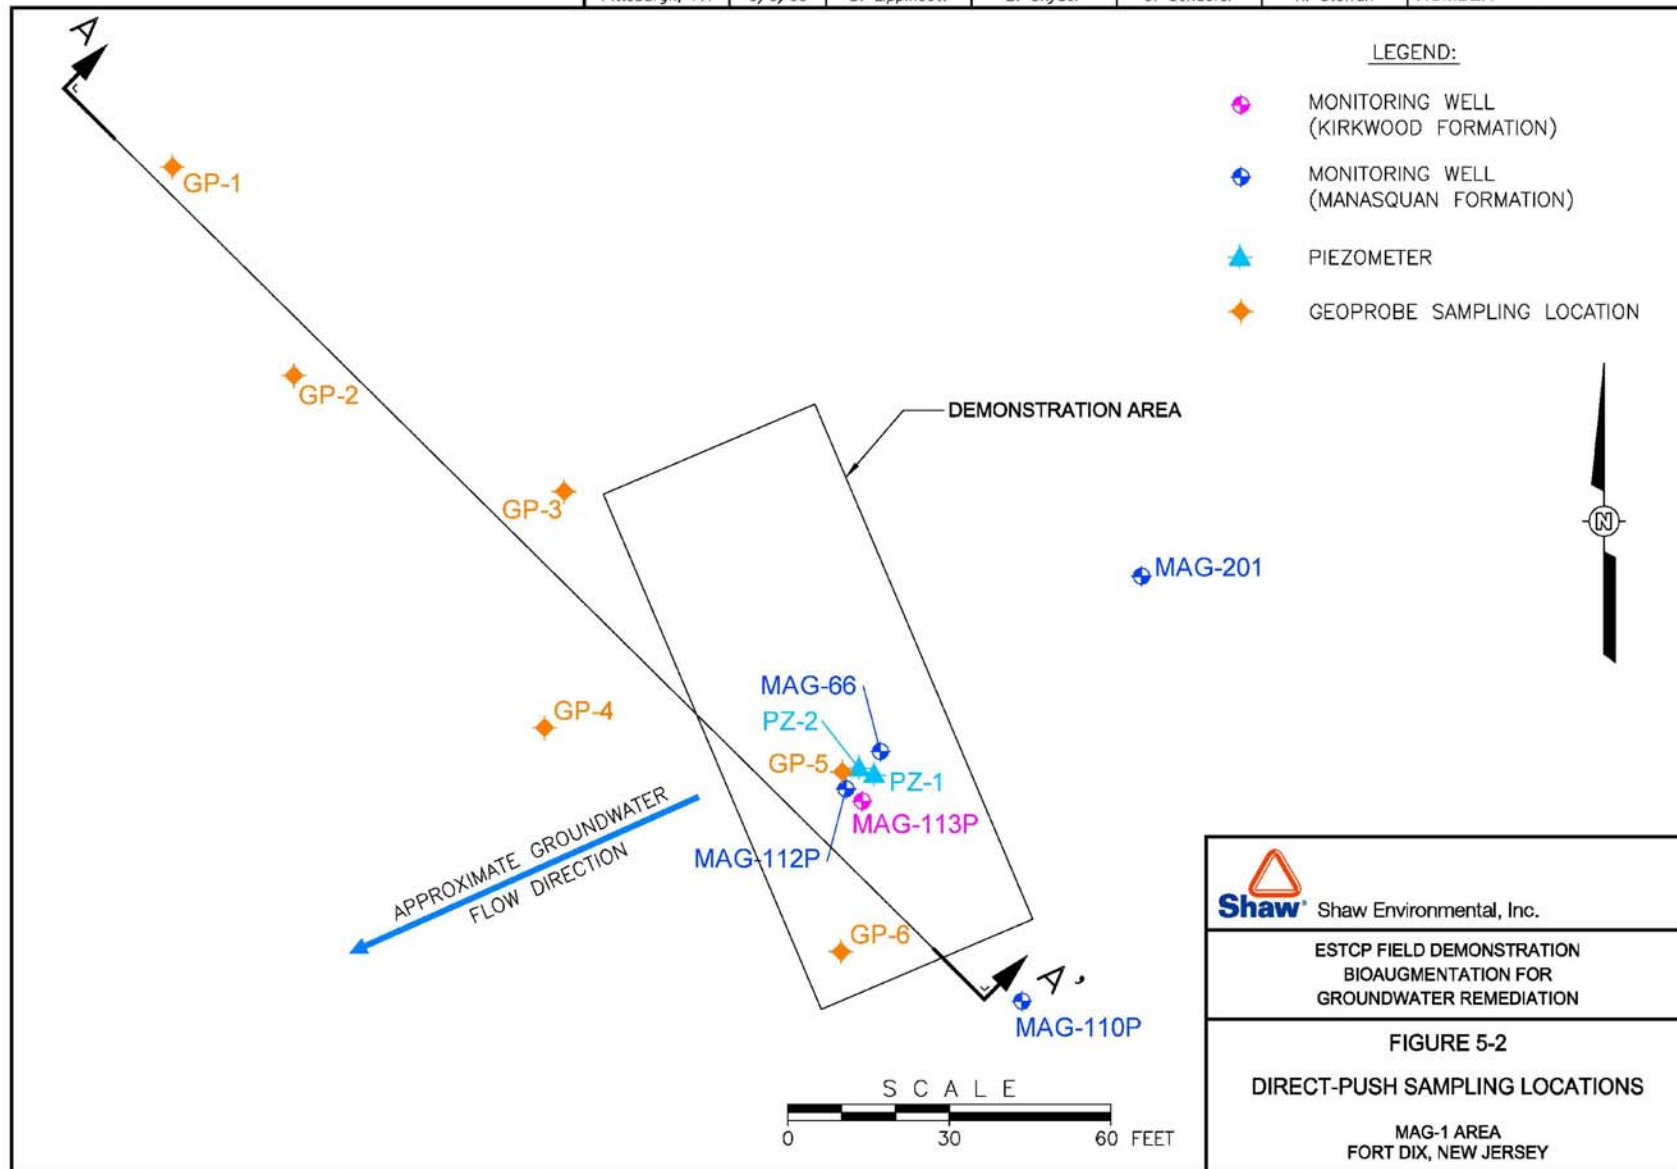 A
LEGEND:
MONITORING WELL
(KIRKWOOD FORMATION)
MONITORING WELL
(MANASQUAN FORMATION)
PIEZOMETER
GEOPROBE SAMPLING LOCATION
GP-1
GP-2
GP-3
DEMONSTRATION AREA
N
MAG-201
GP-4
MAG-66
PZ-2
GP-5
PZ-1
MAG-113P
MAG-112P
APPROXIMATE GROUNDWATER
FLOW DIRECTION
GP-6
A'
MAG-110P
SCALE
0 30 60 FEET
Shaw® Shaw Environmental, Inc.
ESTCP FIELD DEMONSTRATION
BIOAUGMENTATION FOR
GROUNDWATER REMEDIATION
FIGURE 5-2
DIRECT-PUSH SAMPLING LOCATIONS
MAG-1 AREA
FORT DIX, NEW JERSEY